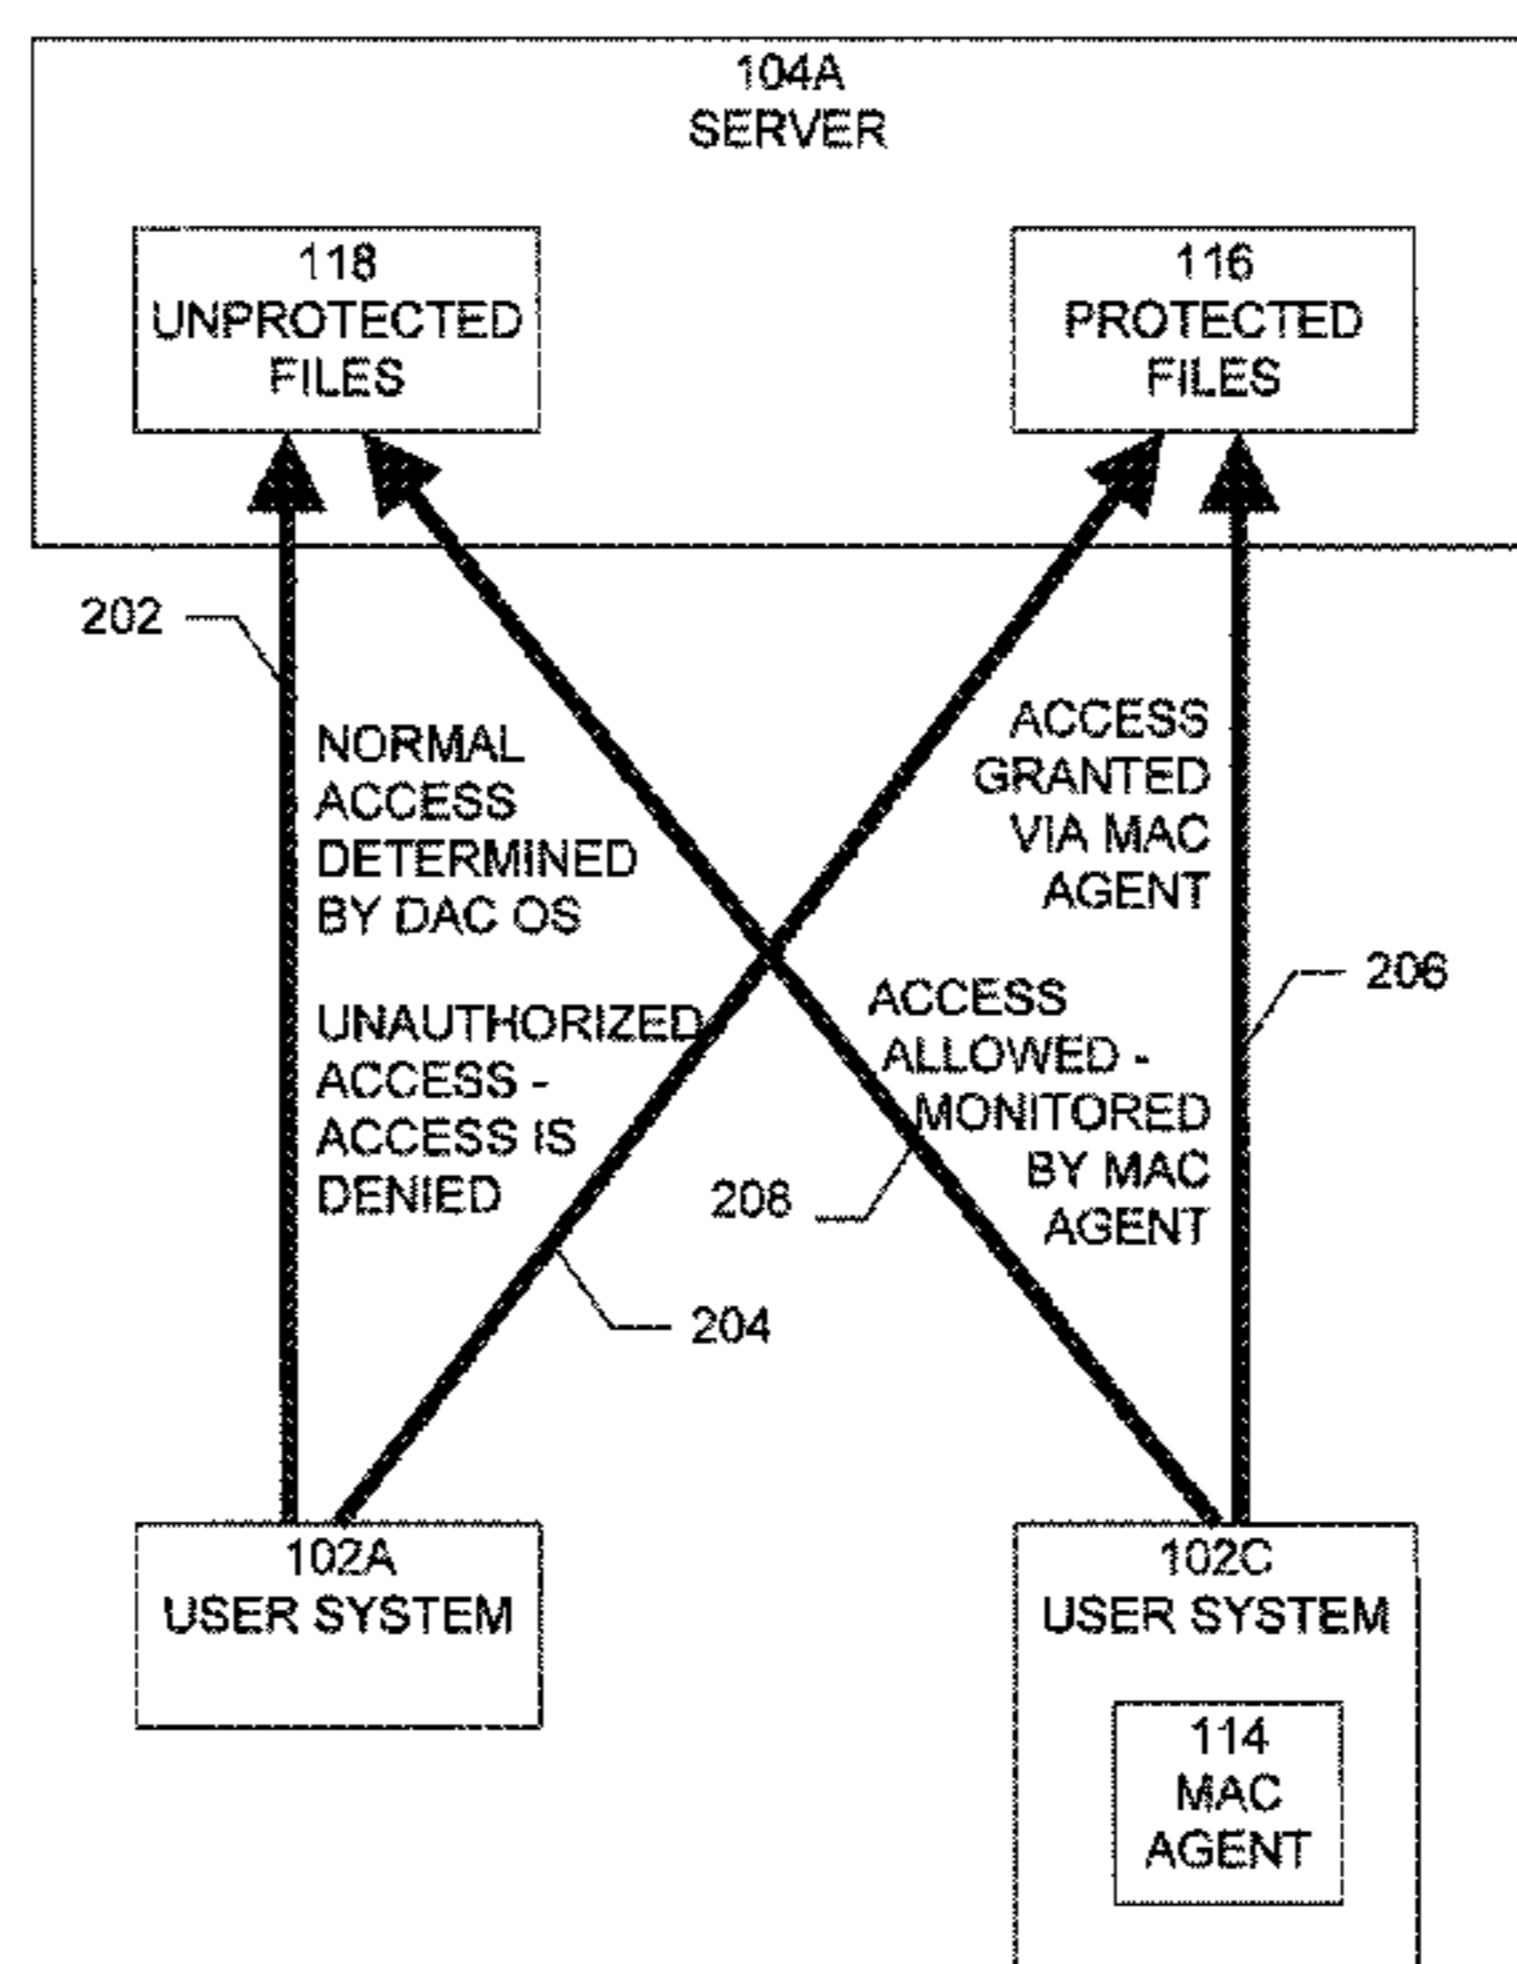 104A
SERVER
118
UNPROTECTED
FILES
116
PROTECTED
FILES
202
NORMAL
ACCESS
DETERMINED
BY DAC OS
ACCESS
GRANTED
VIA MAC
AGENT
206
UNAUTHORIZED
ACCESS -
ACCESS IS
DENIED
ACCESS
ALLOWED -
MONITORED
BY MAC
AGENT
208
204
102A
USER SYSTEM
102C
USER SYSTEM
114
MAC
AGENT